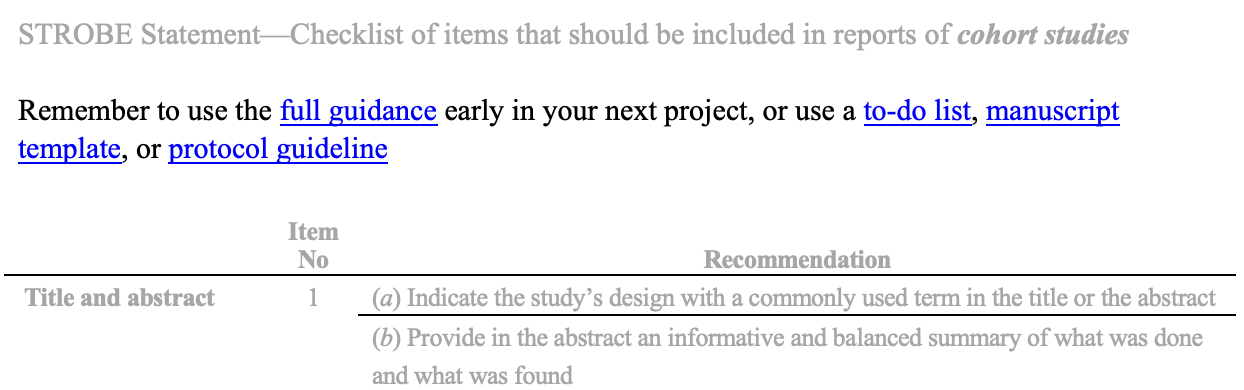 STROBE Statement—Checklist of items that should be included in reports of cohort studies
Remember to use the full guidance early in your next project, or use a to-do list, manuscript
template, or protocol guideline
Item
No
Recommendation
Title and abstract 1 (a) Indicate the study’s design with a commonly used term in the title or the abstract
(b) Provide in the abstract an informative and balanced summary of what was done
and what was found